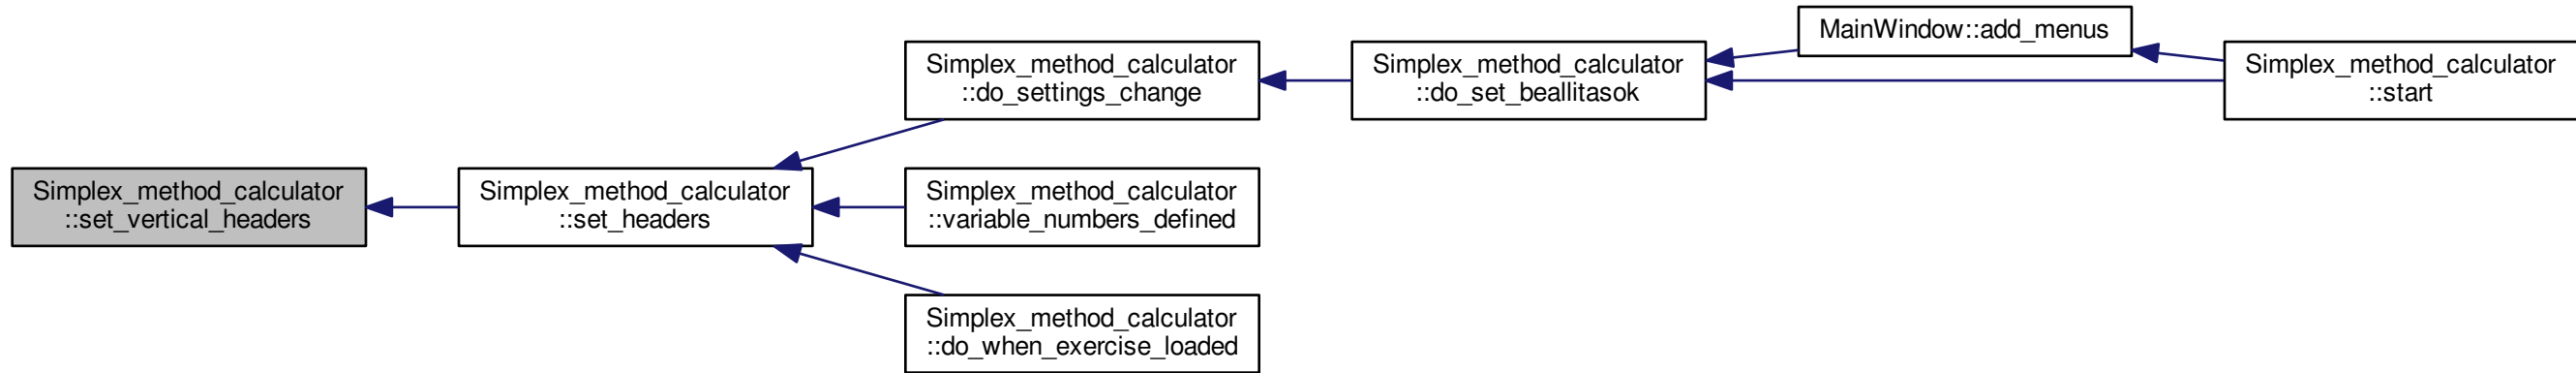 MainWindow::add_menus
Simplex_method_calculator
::do_settings_change
Simplex_method_calculator
::do_set_beallitasok
Simplex_method_calculator
::start
Simplex_method_calculator
::set_vertical_headers
Simplex_method_calculator
::set_headers
Simplex_method_calculator
::variable_numbers_defined
Simplex_method_calculator
::do_when_exercise_loaded